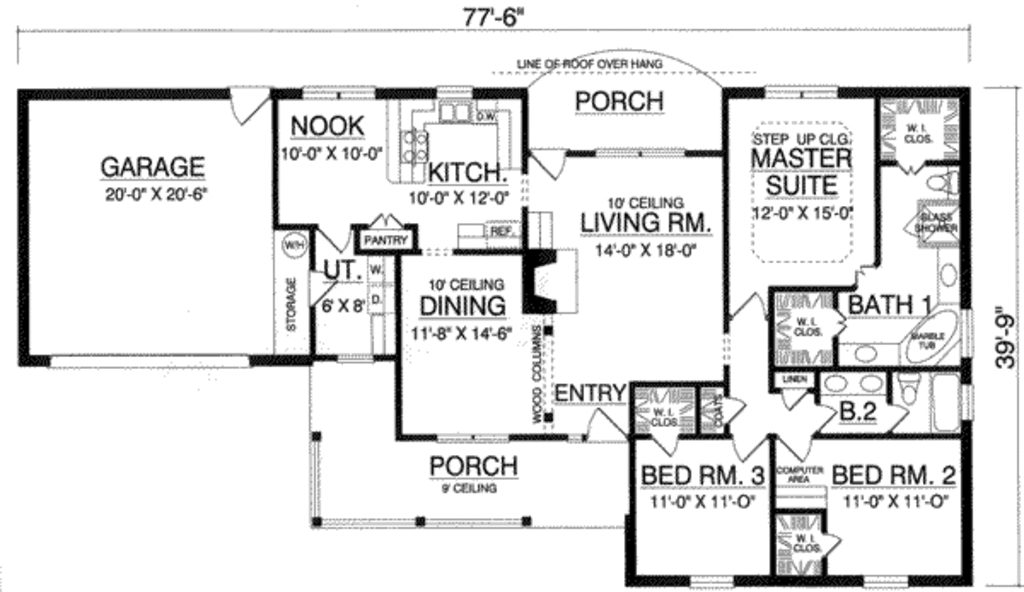 77'-6"
LINE OF ROOF OVER HANG
PORCH
NOOK
10'-0" X 10'-0"
D.W.
KITCH.
10'-0" X 12'-0"
GARAGE
20'-0" X 20'-6"
STEP UP CLG.
MASTER
SUITE
12'-0" X 15'-0"
W. I.
CLOS.
10' CEILING
LIVING RM.
14'-0" X 18'-0"
GLASS
SHOWER
REF.
PANTRY
W/H
STORAGE
UT.
6' X 8'
W.
D.
10' CEILING
DINING
11'-8" X 14'-6"
WOOD COLUMNS
ENTRY
W. I.
CLOS.
BATH 1
MARBLE
TUB
39'-9"
LINEN
B.2
W. I.
CLOS.
COATS
PORCH
9' CEILING
BED RM. 3
11'-0" X 11'-O"
COMPUTER
AREA
BED RM. 2
11'-0" X 11'-O"
W. I.
CLOS.